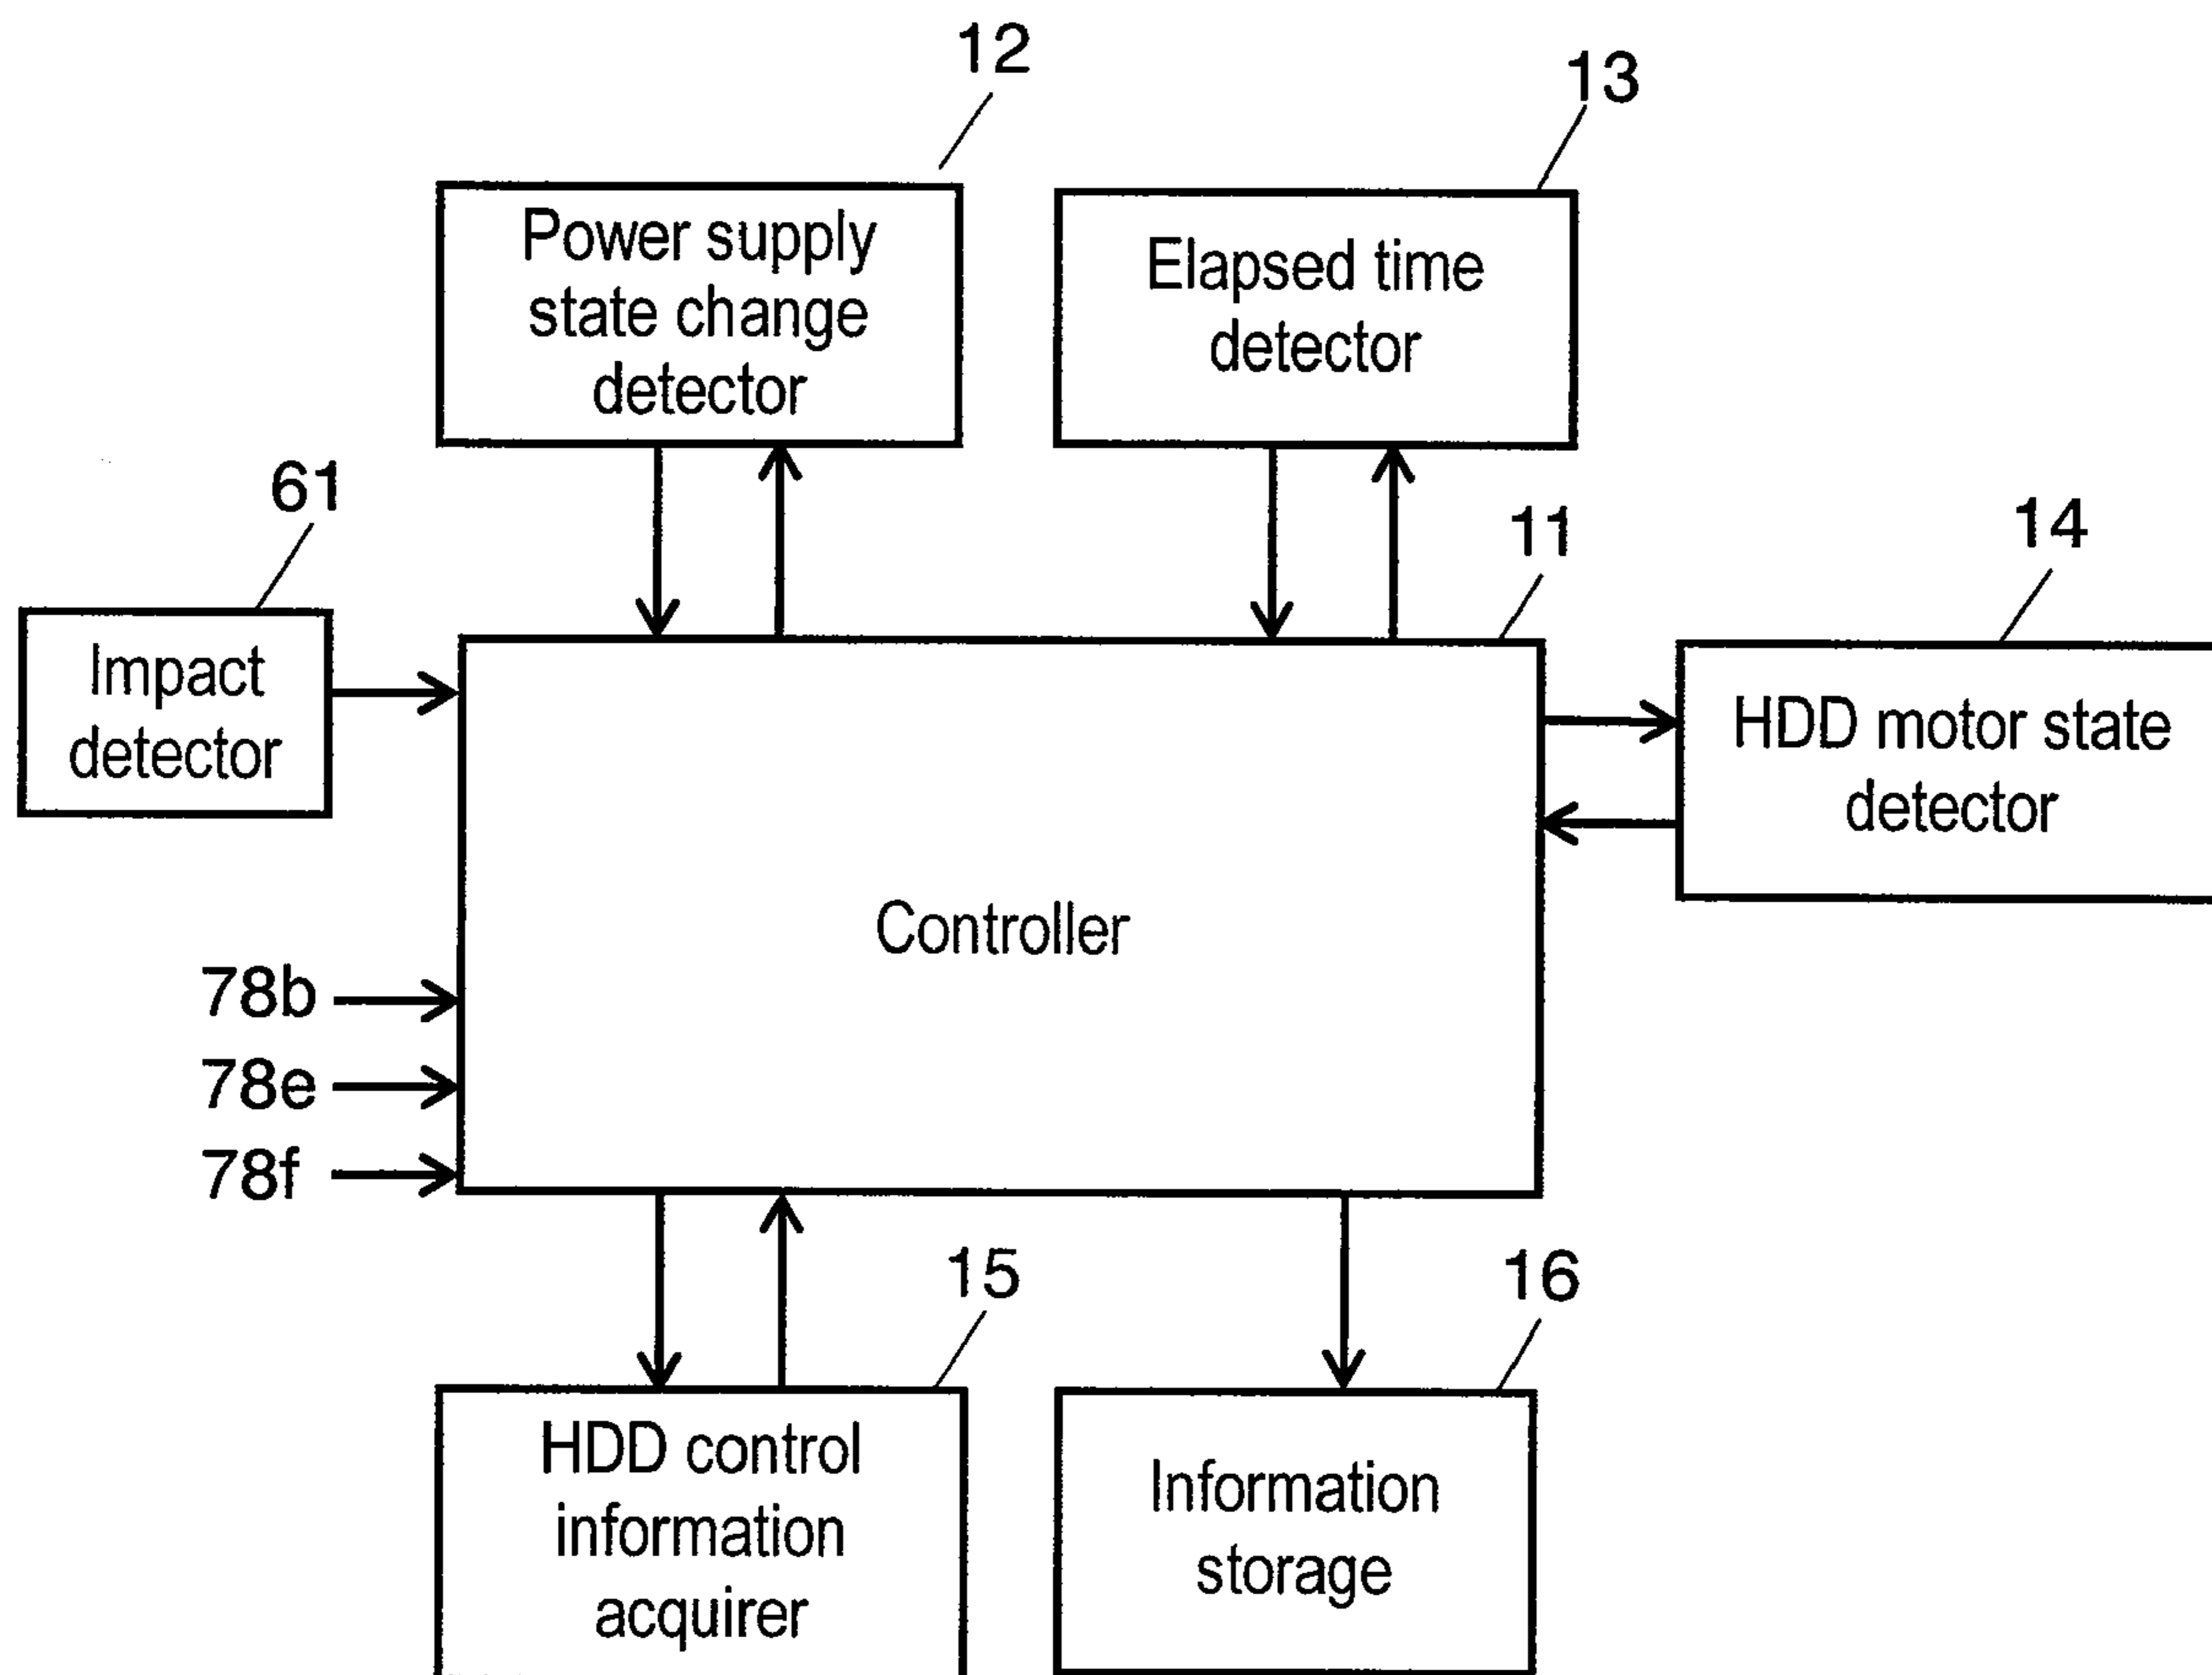 12
13
Power supply
state change
detector
Elapsed time
detector
61
11
14
Impact
detector
HDD motor state
detector
Controller
78b
78e
78f
15
16
HDD control
information
acquirer
Information
storage